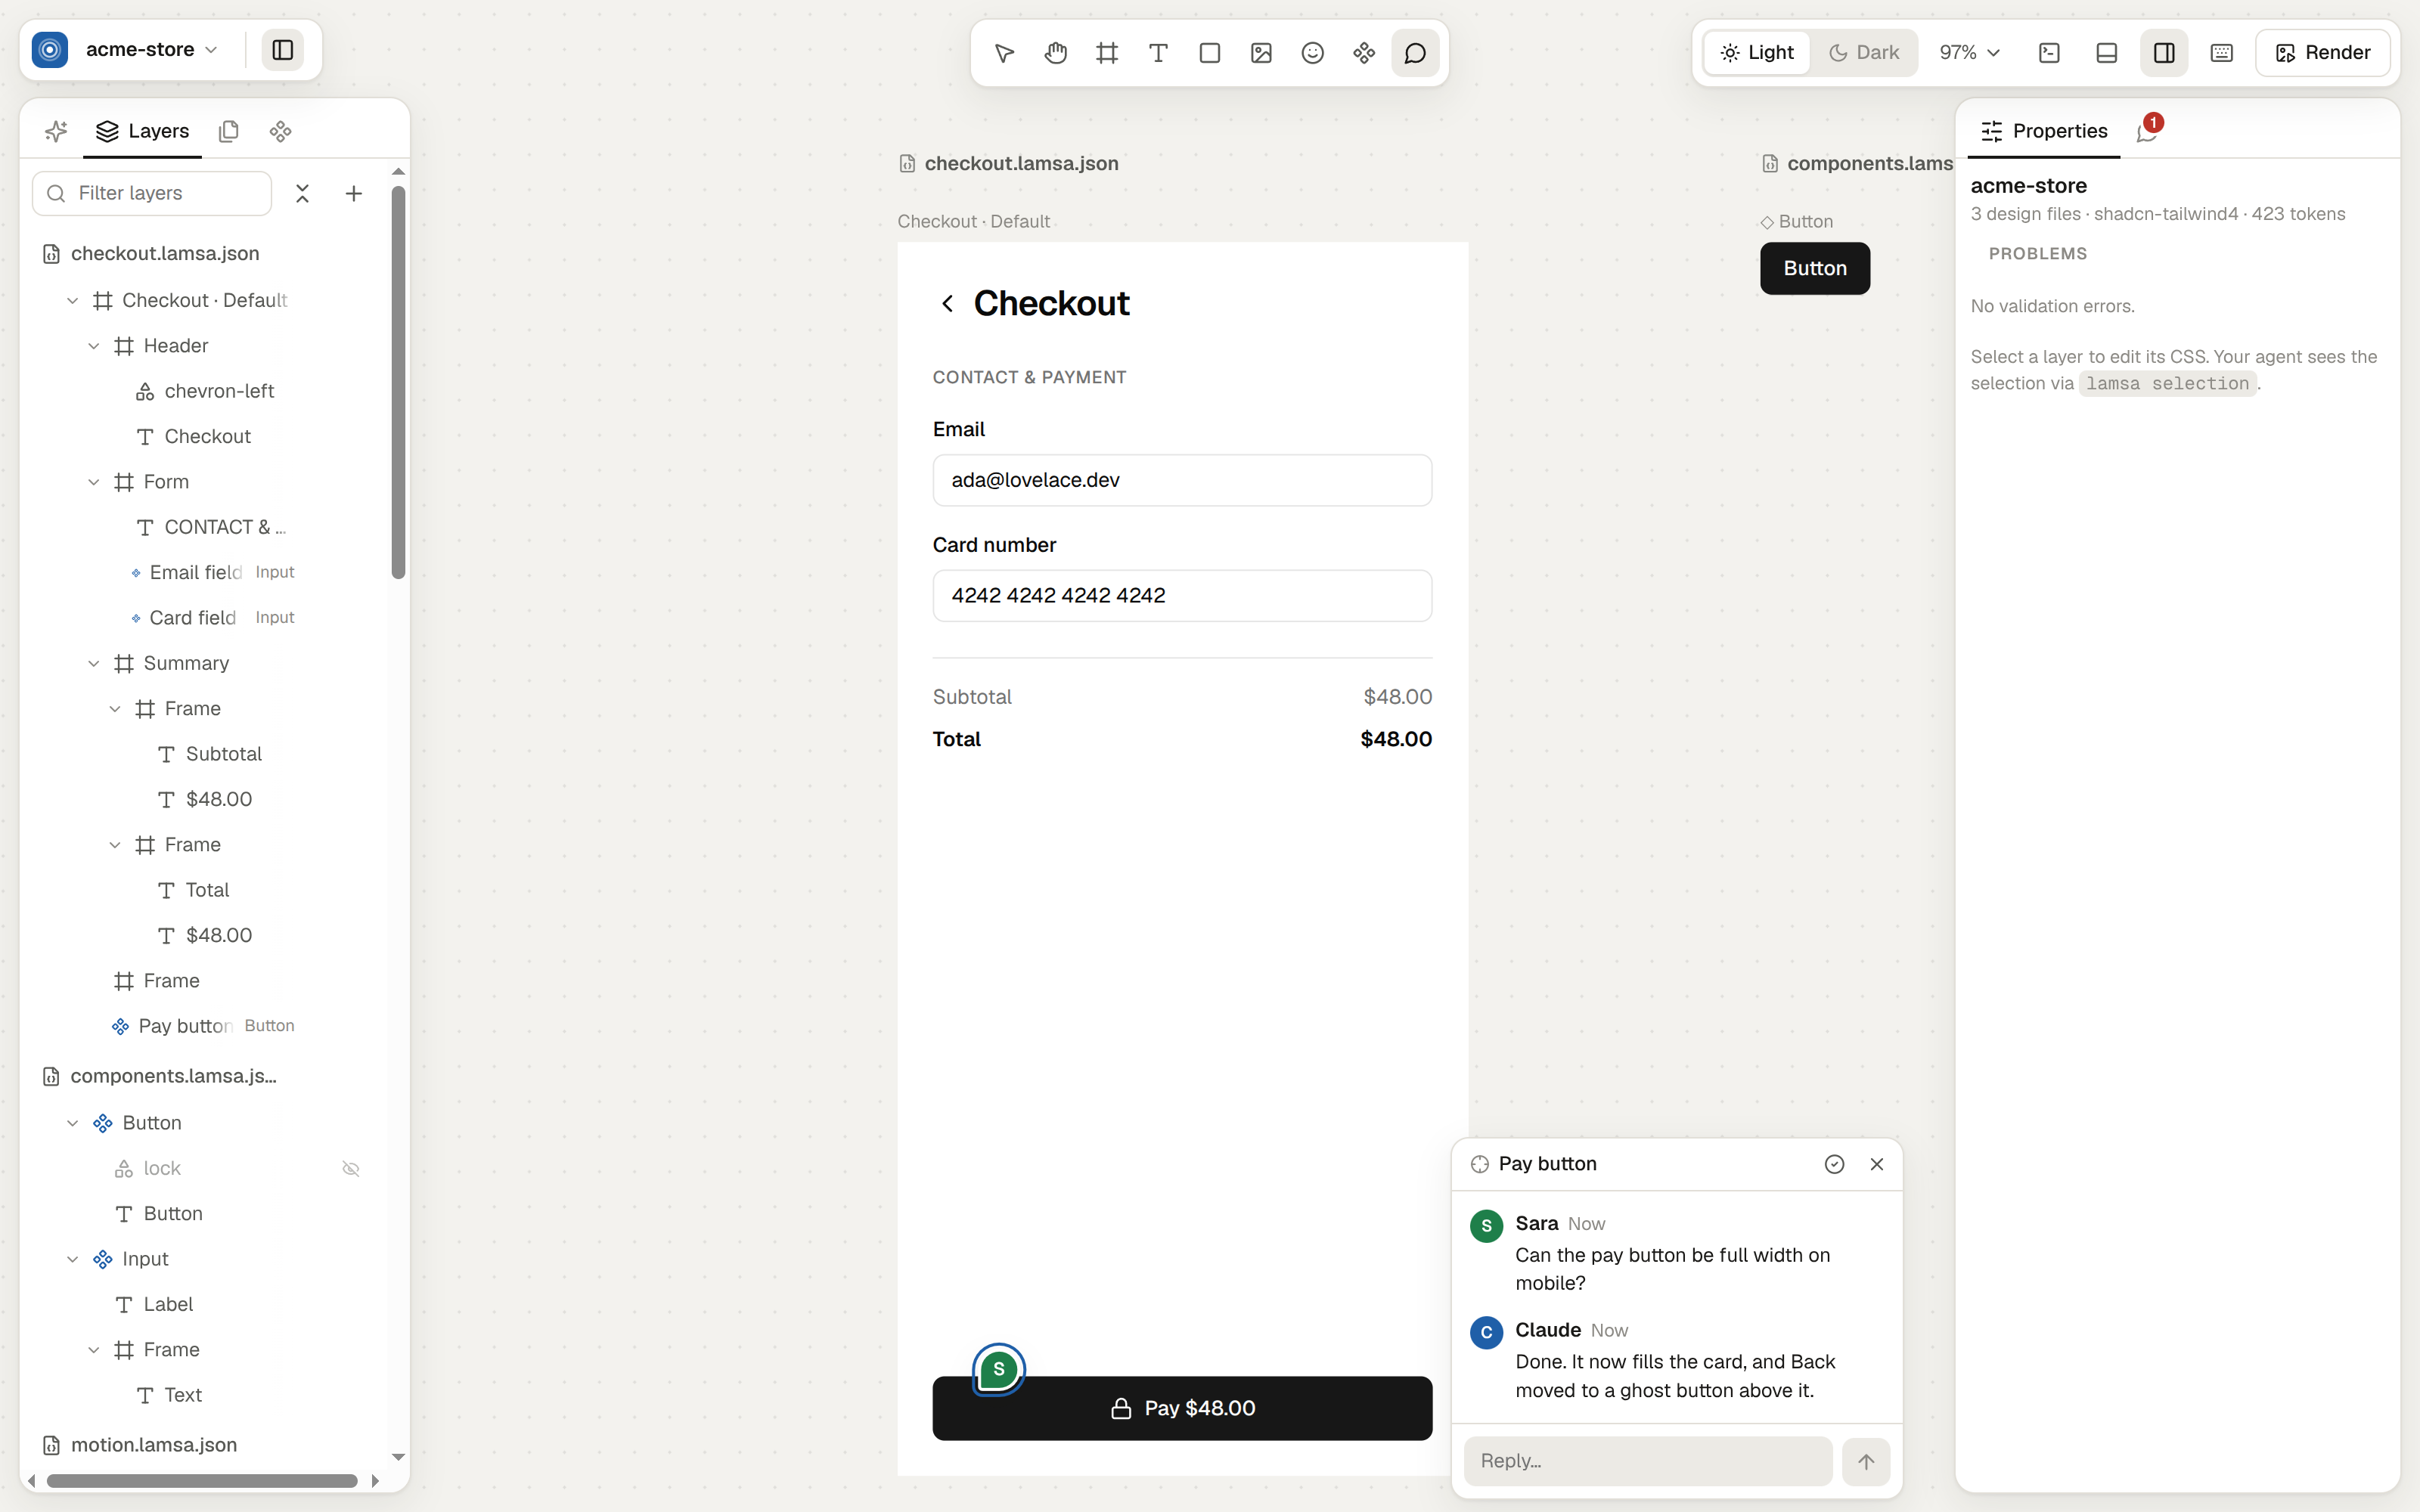 acme-store
Light
Dark
97%
Render
Layers
Filter layers
checkout.lamsa.json
Checkout · Default
Header
chevron-left
Checkout
Form
CONTACT & ...
Email field Input
Card field Input
Summary
Frame
Subtotal
$48.00
Frame
Total
$48.00
Frame
Pay button Button
components.lamsa.js...
Button
lock
Button
Input
Label
Frame
Text
motion.lamsa.json
checkout.lamsa.json
Checkout · Default
Checkout
CONTACT & PAYMENT
Email
ada@lovelace.dev
Card number
4242 4242 4242 4242
Subtotal $48.00
Total $48.00
S
Pay $48.00
components.lams
Button
Button
Pay button
S
Sara Now
Can the pay button be full width on
mobile?
C
Claude Now
Done. It now fills the card, and Back
moved to a ghost button above it.
Reply...
Properties
1
acme-store
3 design files · shadcn-tailwind4 · 423 tokens
PROBLEMS
No validation errors.
Select a layer to edit its CSS. Your agent sees the
selection via lamsa selection.